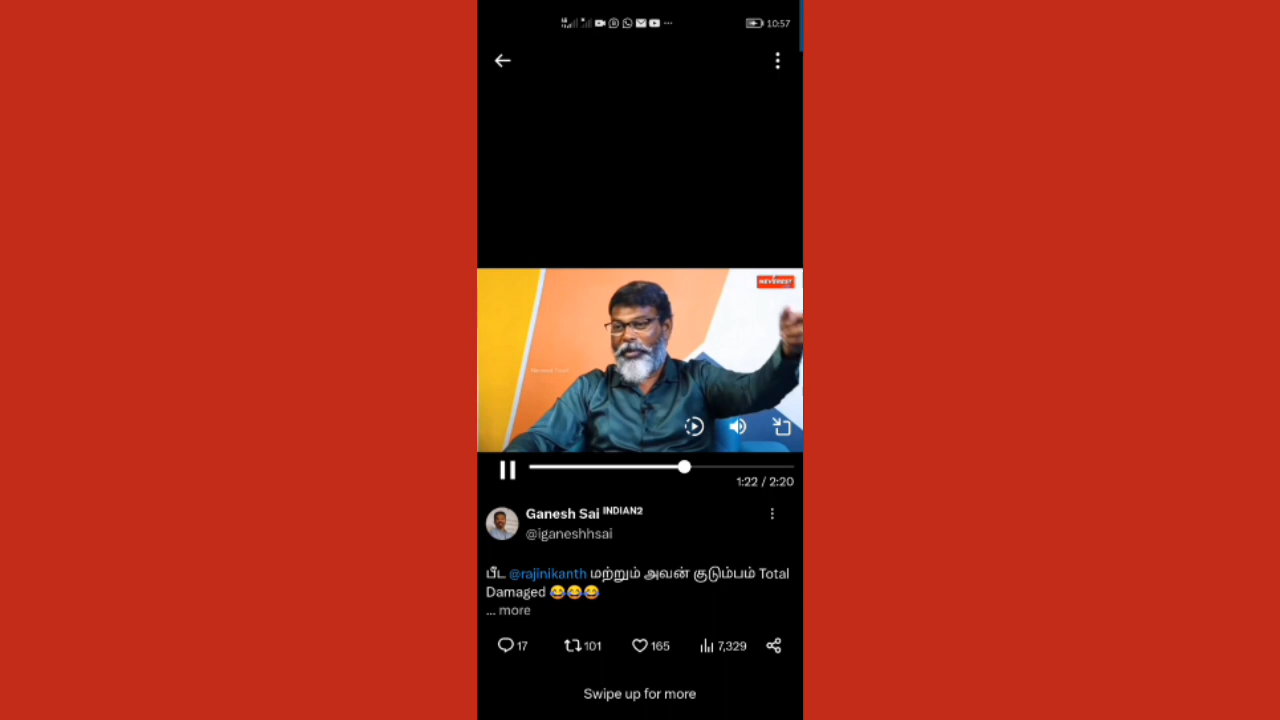 10:57
NEVEREST
1:22 / 2:20
Ganesh Sai INDIAN2
@iganeshhsai
பீட @rajinikanth மற்றும் அவன் குடும்பம் Total
Damaged 😂😂😂
... more
17 101 165 7,329
Swipe up for more